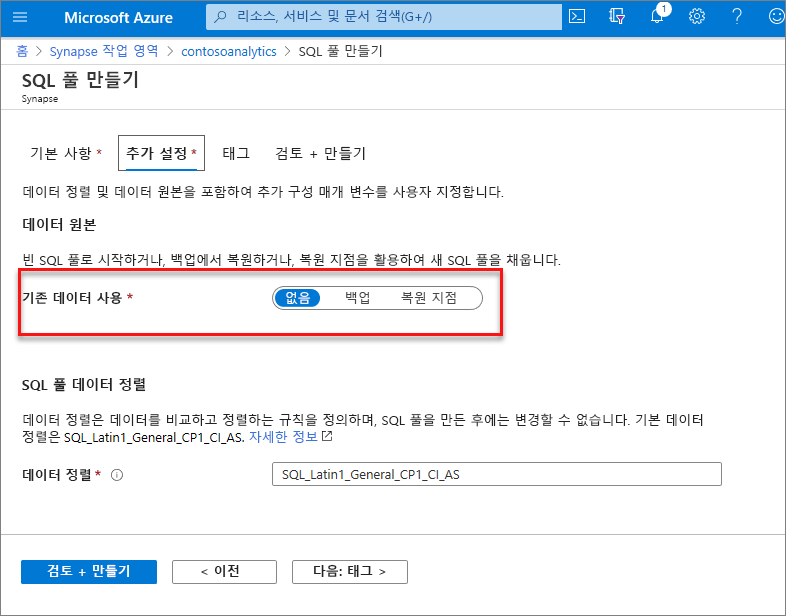 Microsoft Azure
리소스, 서비스 및 문서 검색(G+/)
1
홈 > Synapse 작업 영역 > contosoanalytics > SQL 풀 만들기
SQL 풀 만들기
Synapse
기본 사항 * 추가 설정 * 태그 검토 + 만들기
데이터 정렬 및 데이터 원본을 포함하여 추가 구성 매개 변수를 사용자 지정합니다.
데이터 원본
빈 SQL 풀로 시작하거나, 백업에서 복원하거나, 복원 지점을 활용하여 새 SQL 풀을 채웁니다.
기존 데이터 사용 * 없음 백업 복원 지점
SQL 풀 데이터 정렬
데이터 정렬은 데이터를 비교하고 정렬하는 규칙을 정의하며, SQL 풀을 만든 후에는 변경할 수 없습니다. 기본 데이터
정렬은 SQL_Latin1_General_CP1_CI_AS. 자세한 정보
데이터 정렬 * SQL_Latin1_General_CP1_CI_AS
검토 + 만들기 < 이전 다음: 태그 >